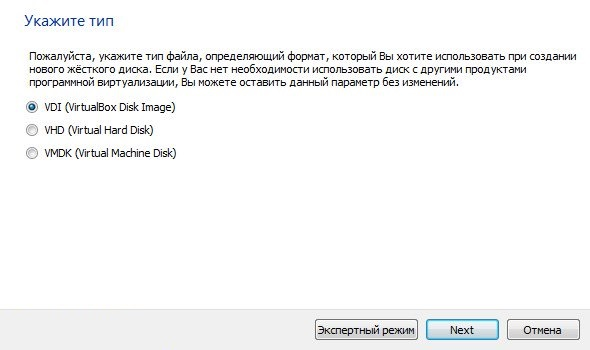 Укажите тип
Пожалуйста, укажите тип файла, определяющий формат, который Вы хотите использовать при создании
нового жёсткого диска. Если у Вас нет необходимости использовать диск с другими продуктами
программной виртуализации, Вы можете оставить данный параметр без изменений.
VDI (VirtualBox Disk Image)
VHD (Virtual Hard Disk)
VMDK (Virtual Machine Disk)
Экспертный режим Next Отмена